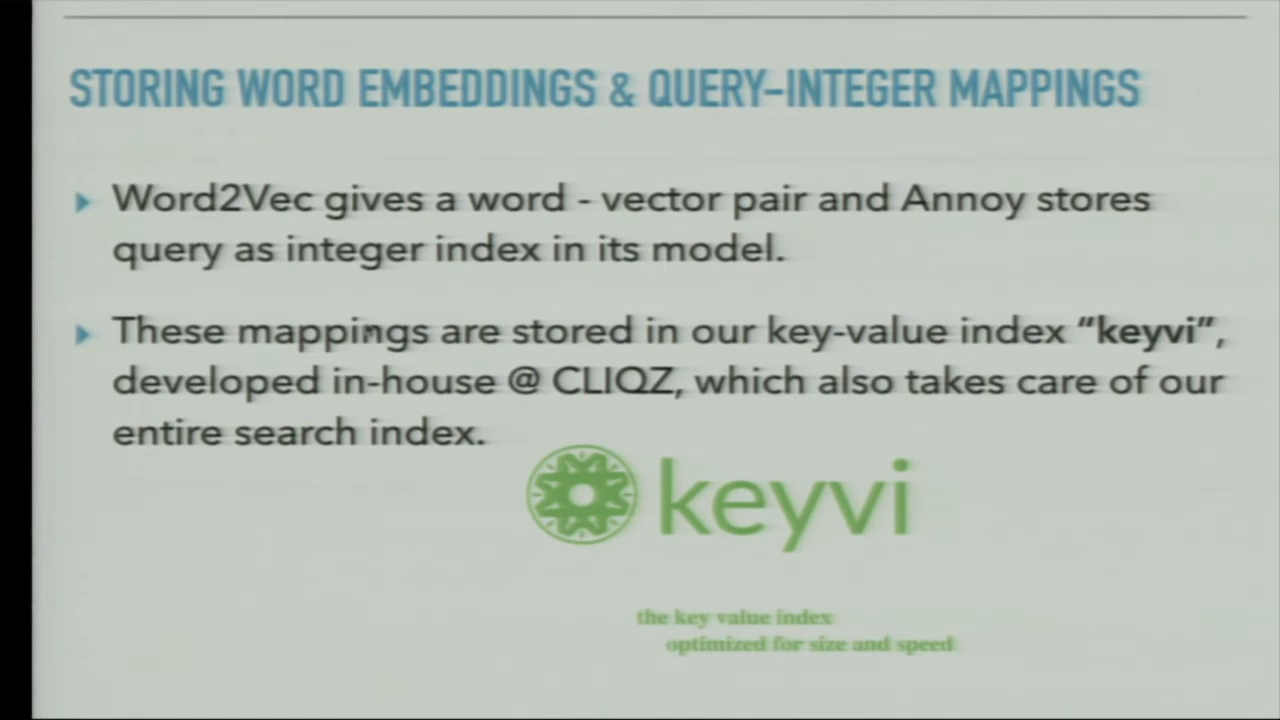 STORING WORD EMBEDDINGS & QUERY–INTEGER MAPPINGS
Word2Vec gives a word - vector pair and Annoy stores
query as integer index in its model.
These mappings are stored in our key-value index “keyvi”,
developed in-house @ CLIQZ, which also takes care of our
entire search index.
keyvi
the key value index
optimized for size and speed